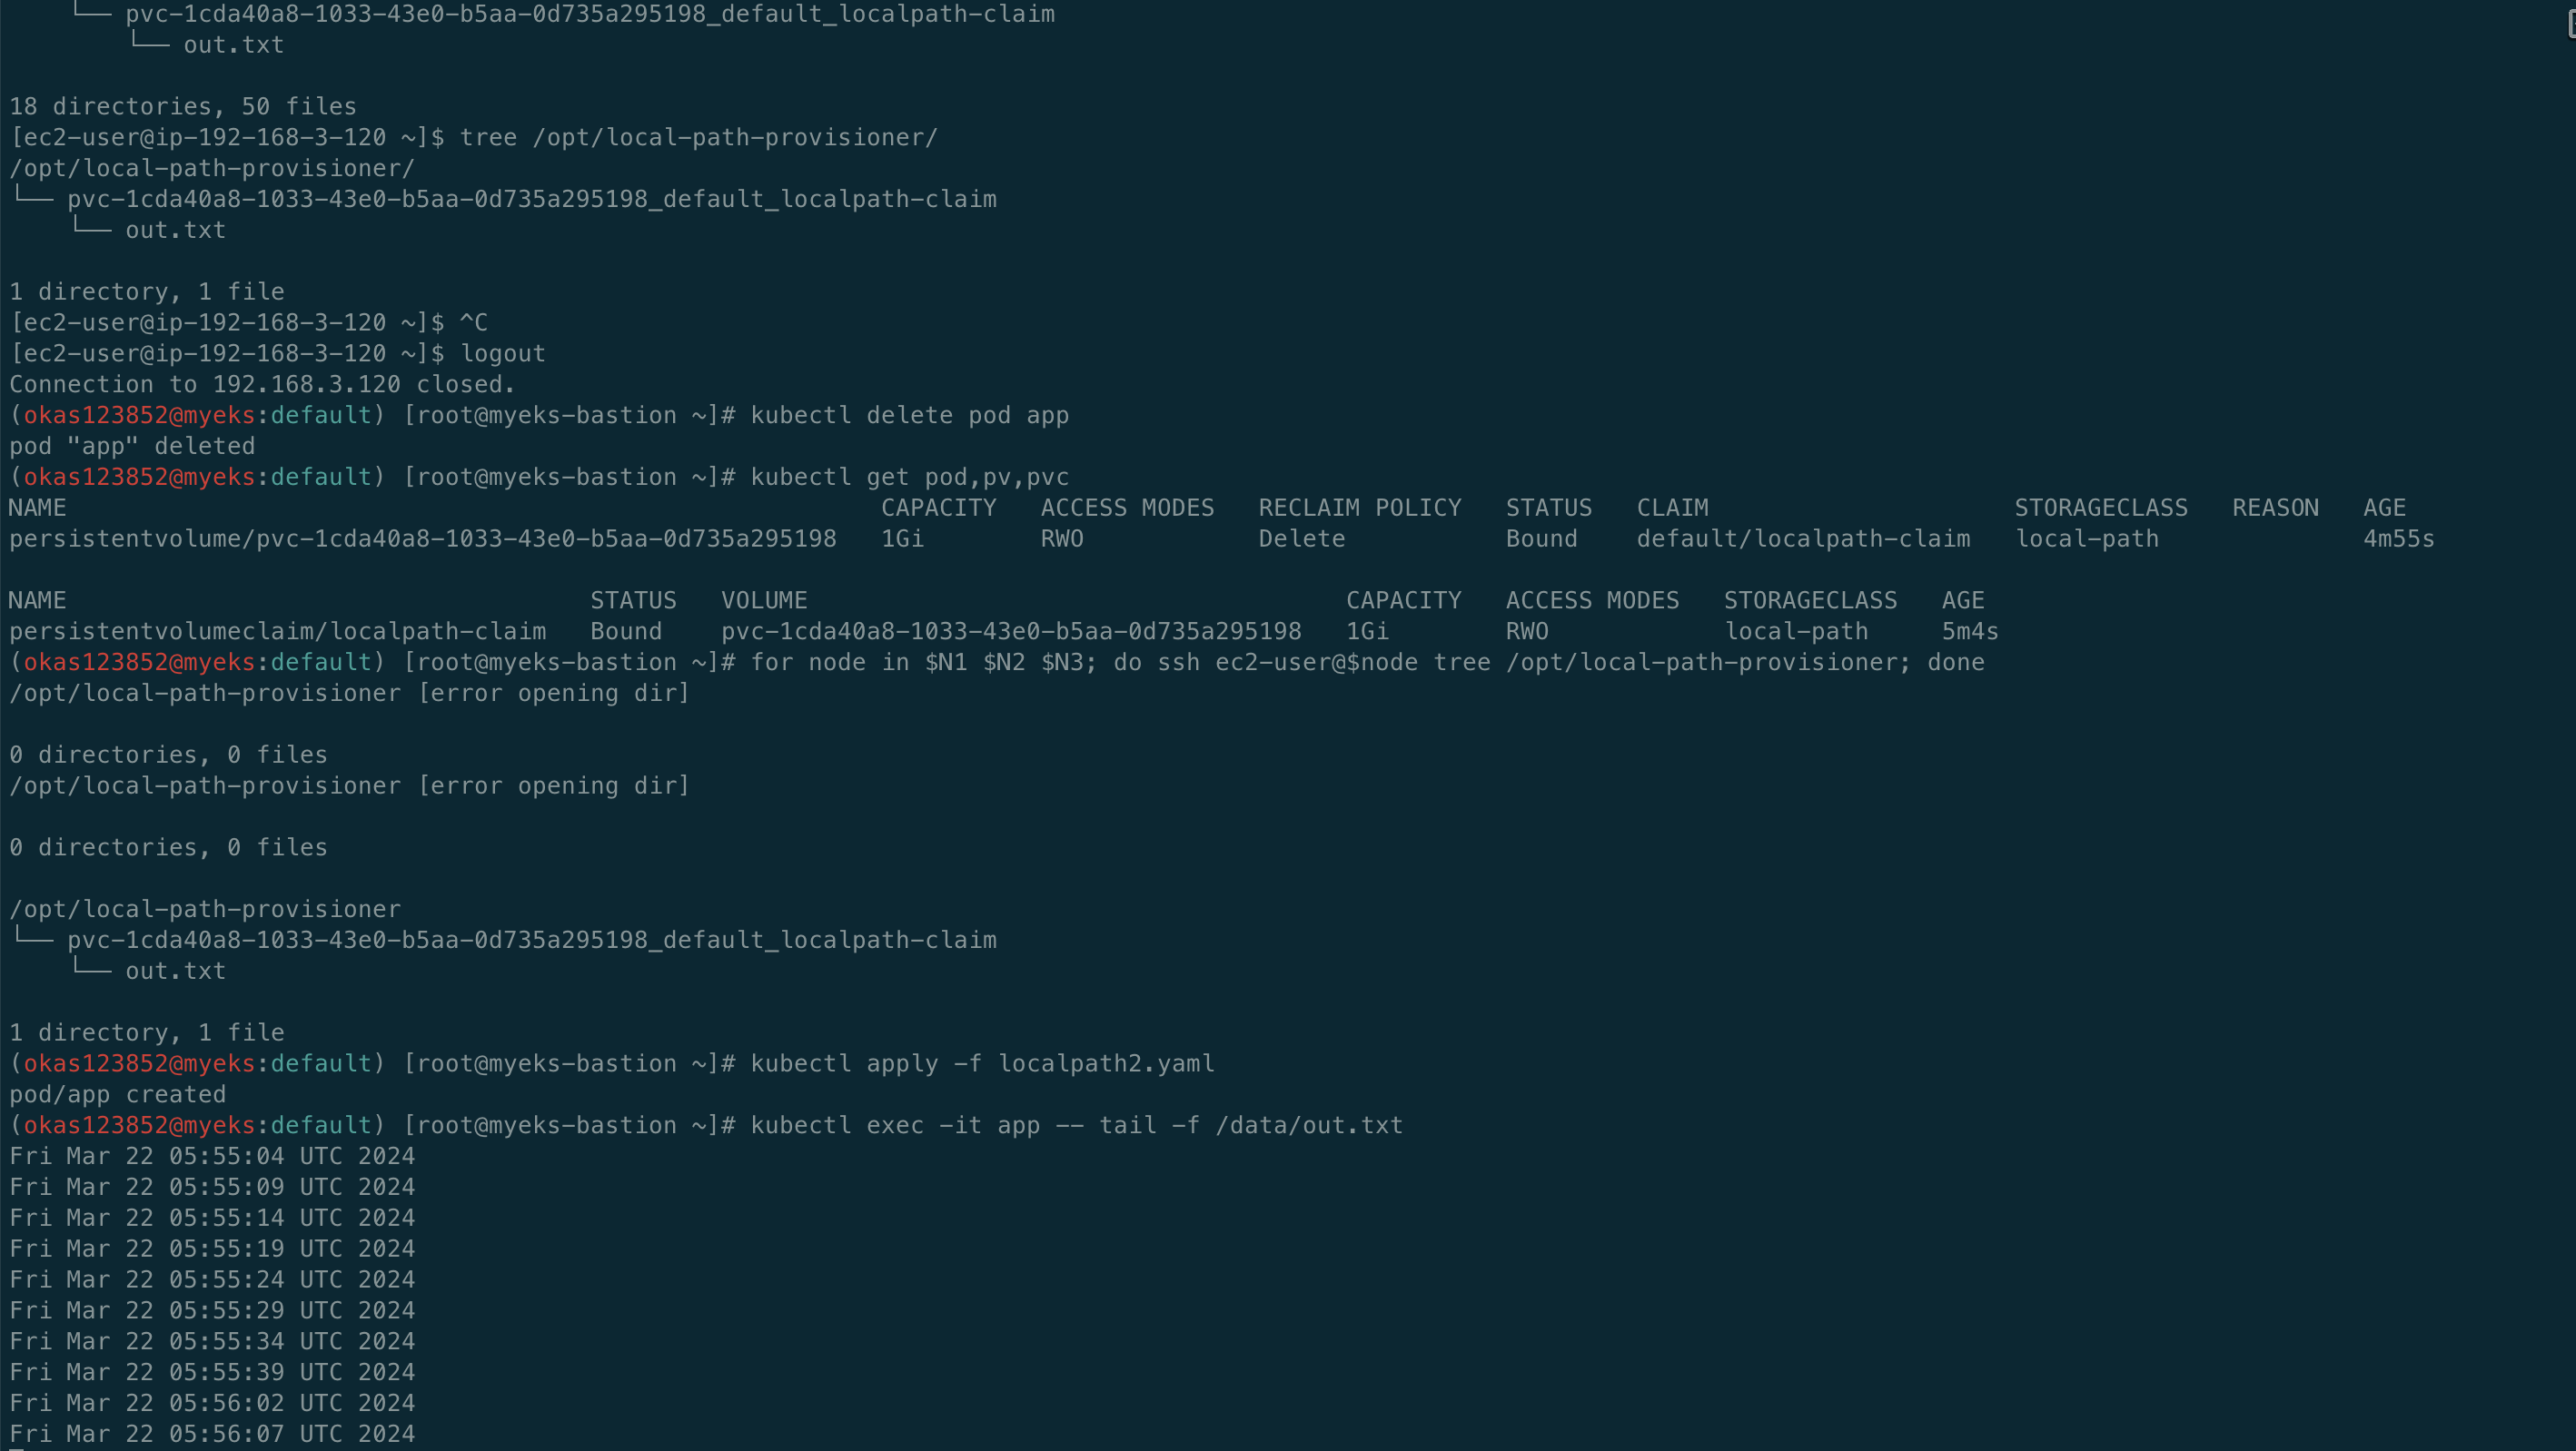 └── pvc-1cda40a8-1033-43e0-b5aa-0d735a295198_default_localpath-claim
└── out.txt
18 directories, 50 files
[ec2-user@ip-192-168-3-120 ~]$ tree /opt/local-path-provisioner/
/opt/local-path-provisioner/
└── pvc-1cda40a8-1033-43e0-b5aa-0d735a295198_default_localpath-claim
└── out.txt
1 directory, 1 file
[ec2-user@ip-192-168-3-120 ~]$ ^C
[ec2-user@ip-192-168-3-120 ~]$ logout
Connection to 192.168.3.120 closed.
(okas123852@myeks:default) [root@myeks-bastion ~]# kubectl delete pod app
pod "app" deleted
(okas123852@myeks:default) [root@myeks-bastion ~]# kubectl get pod,pv,pvc
NAME CAPACITY ACCESS MODES RECLAIM POLICY STATUS CLAIM STORAGECLASS REASON AGE
persistentvolume/pvc-1cda40a8-1033-43e0-b5aa-0d735a295198 1Gi RWO Delete Bound default/localpath-claim local-path 4m55s
NAME STATUS VOLUME CAPACITY ACCESS MODES STORAGECLASS AGE
persistentvolumeclaim/localpath-claim Bound pvc-1cda40a8-1033-43e0-b5aa-0d735a295198 1Gi RWO local-path 5m4s
(okas123852@myeks:default) [root@myeks-bastion ~]# for node in $N1 $N2 $N3; do ssh ec2-user@$node tree /opt/local-path-provisioner; done
/opt/local-path-provisioner [error opening dir]
0 directories, 0 files
/opt/local-path-provisioner [error opening dir]
0 directories, 0 files
/opt/local-path-provisioner
└── pvc-1cda40a8-1033-43e0-b5aa-0d735a295198_default_localpath-claim
└── out.txt
1 directory, 1 file
(okas123852@myeks:default) [root@myeks-bastion ~]# kubectl apply -f localpath2.yaml
pod/app created
(okas123852@myeks:default) [root@myeks-bastion ~]# kubectl exec -it app -- tail -f /data/out.txt
Fri Mar 22 05:55:04 UTC 2024
Fri Mar 22 05:55:09 UTC 2024
Fri Mar 22 05:55:14 UTC 2024
Fri Mar 22 05:55:19 UTC 2024
Fri Mar 22 05:55:24 UTC 2024
Fri Mar 22 05:55:29 UTC 2024
Fri Mar 22 05:55:34 UTC 2024
Fri Mar 22 05:55:39 UTC 2024
Fri Mar 22 05:56:02 UTC 2024
Fri Mar 22 05:56:07 UTC 2024